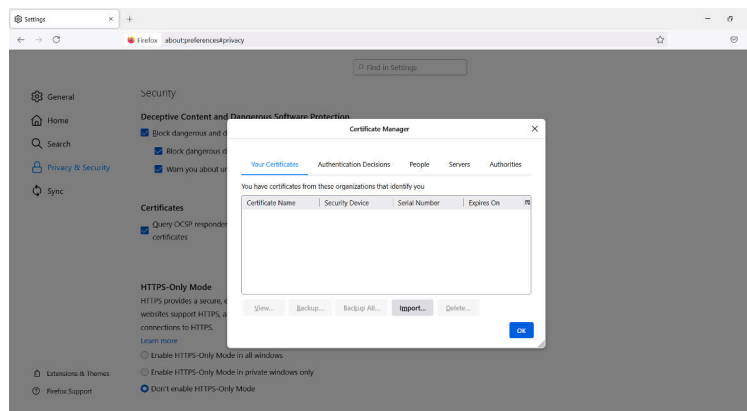 Settings
Firefox about:preferences#privacy
Find in Settings
General
Home
Search
Privacy & Security
Sync
Extensions & Themes
Firefox Support
Security
Deceptive Content and Dangerous Software Protection
Block dangerous and d
Block dangerous d
Warn you about un
Certificates
Query OCSP responder
certificates
HTTPS-Only Mode
HTTPS provides a secure, e
websites support HTTPS, a
connections to HTTPS.
Learn more
Enable HTTPS-Only Mode in all windows
Enable HTTPS-Only Mode in private windows only
Don't enable HTTPS-Only Mode
Certificate Manager
Your Certificates Authentication Decisions People Servers Authorities
You have certificates from these organizations that identify you
Certificate Name Security Device Serial Number Expires On
View... Backup... Backup All... Import... Delete...
OK